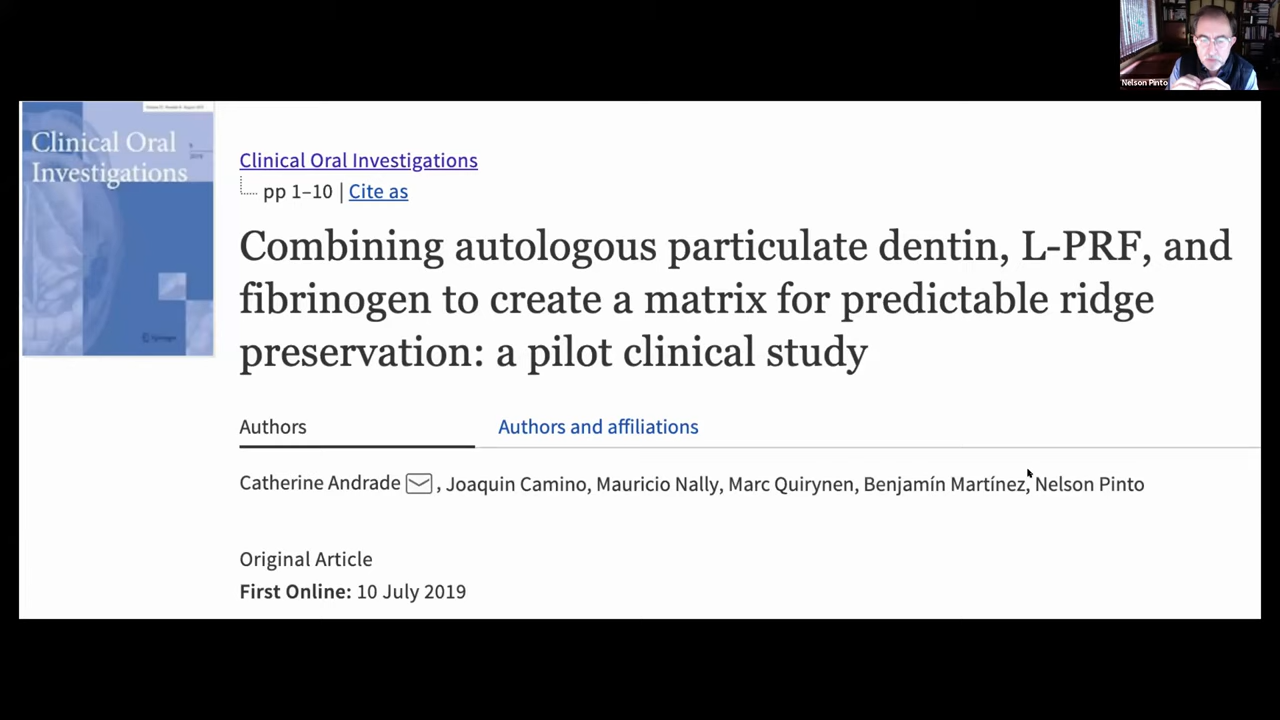 Nelson Pinto
Clinical Oral
Investigations
2019
Clinical Oral Investigations
pp 1–10 | Cite as
Combining autologous particulate dentin, L-PRF, and
fibrinogen to create a matrix for predictable ridge
preservation: a pilot clinical study
Authors
Authors and affiliations
Catherine Andrade , Joaquin Camino, Mauricio Nally, Marc Quirynen, Benjamín Martínez, Nelson Pinto
Original Article
First Online: 10 July 2019